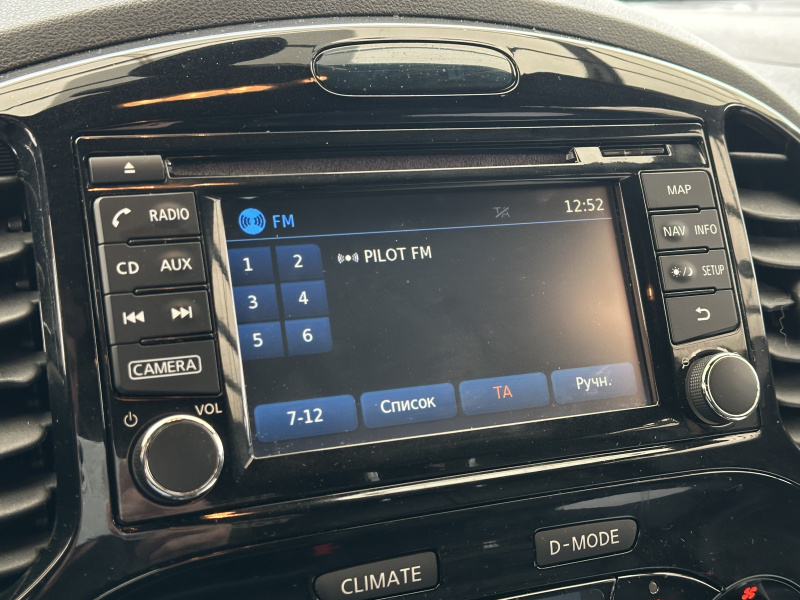 RADIO
CD AUX
CAMERA
VOL
FM
TA
12:52
1 2
PILOT FM
3 4
5 6
7-12
Список
TA
Ручн.
MAP
NAV INFO
SETUP
CLIMATE
D-MODE